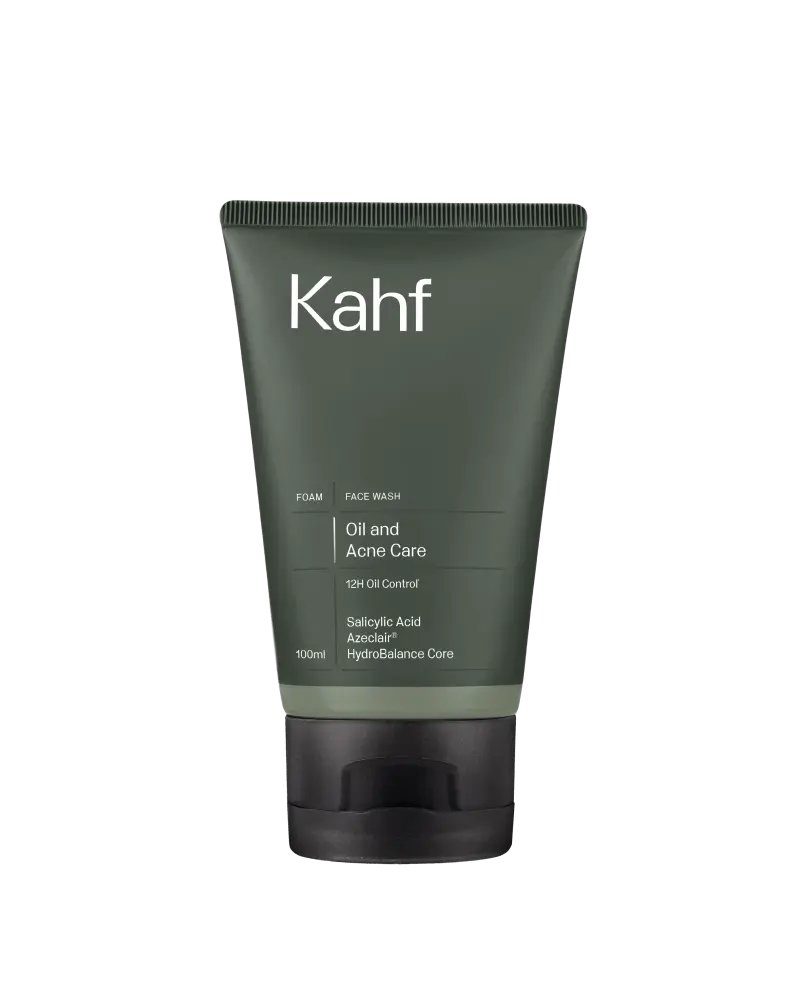 Kahf
FOAM
FACE WASH
Oil and
Acne Care
12H Oil Control
Salicylic Acid
Azeclair®
100ml
HydroBalance Core